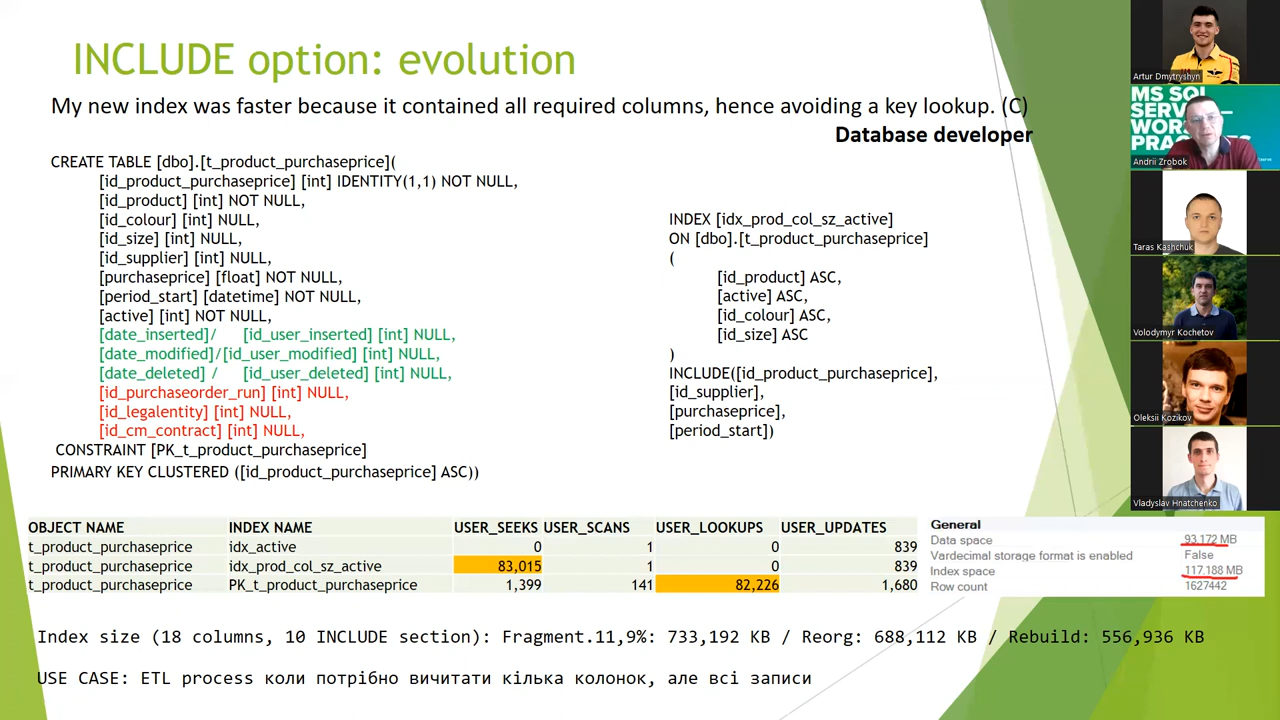 INCLUDE option: evolution
My new index was faster because it contained all required columns, hence avoiding a key lookup. (C)
Database developer
CREATE TABLE [dbo].[t_product_purchaseprice](
[id_product_purchaseprice] [int] IDENTITY(1,1) NOT NULL,
[id_product] [int] NOT NULL,
[id_colour] [int] NULL,
[id_size] [int] NULL,
[id_supplier] [int] NULL,
[purchaseprice] [float] NOT NULL,
[period_start] [datetime] NOT NULL,
[active] [int] NOT NULL,
[date_inserted]/ [id_user_inserted] [int] NULL,
[date_modified]/[id_user_modified] [int] NULL,
[date_deleted] / [id_user_deleted] [int] NULL,
[id_purchaseorder_run] [int] NULL,
[id_legalentity] [int] NULL,
[id_cm_contract] [int] NULL,
CONSTRAINT [PK_t_product_purchaseprice]
PRIMARY KEY CLUSTERED ([id_product_purchaseprice] ASC))
INDEX [idx_prod_col_sz_active]
ON [dbo].[t_product_purchaseprice]
(
[id_product] ASC,
[active] ASC,
[id_colour] ASC,
[id_size] ASC
)
INCLUDE([id_product_purchaseprice],
[id_supplier],
[purchaseprice],
[period_start])
OBJECT NAME INDEX NAME USER_SEEKS USER_SCANS USER_LOOKUPS USER_UPDATES
t_product_purchaseprice idx_active 0 1 0 839
t_product_purchaseprice idx_prod_col_sz_active 83,015 1 0 839
t_product_purchaseprice PK_t_product_purchaseprice 1,399 141 82,226 1,680
General
Data space 93.172 MB
Vardecimal storage format is enabled False
Index space 117.188 MB
Row count 1627442
Index size (18 columns, 10 INCLUDE section): Fragment.11,9%: 733,192 KB / Reorg: 688,112 KB / Rebuild: 556,936 KB
USE CASE: ETL process коли потрібно вичитати кілька колонок, але всі записи
Artur Dmytryshyn
MS SQL
SERVER
Andrii Zrobok
Taras Kashchuk
Volodymyr Kochetov
Oleksii Kozikov
Vladyslav Hnatchenko